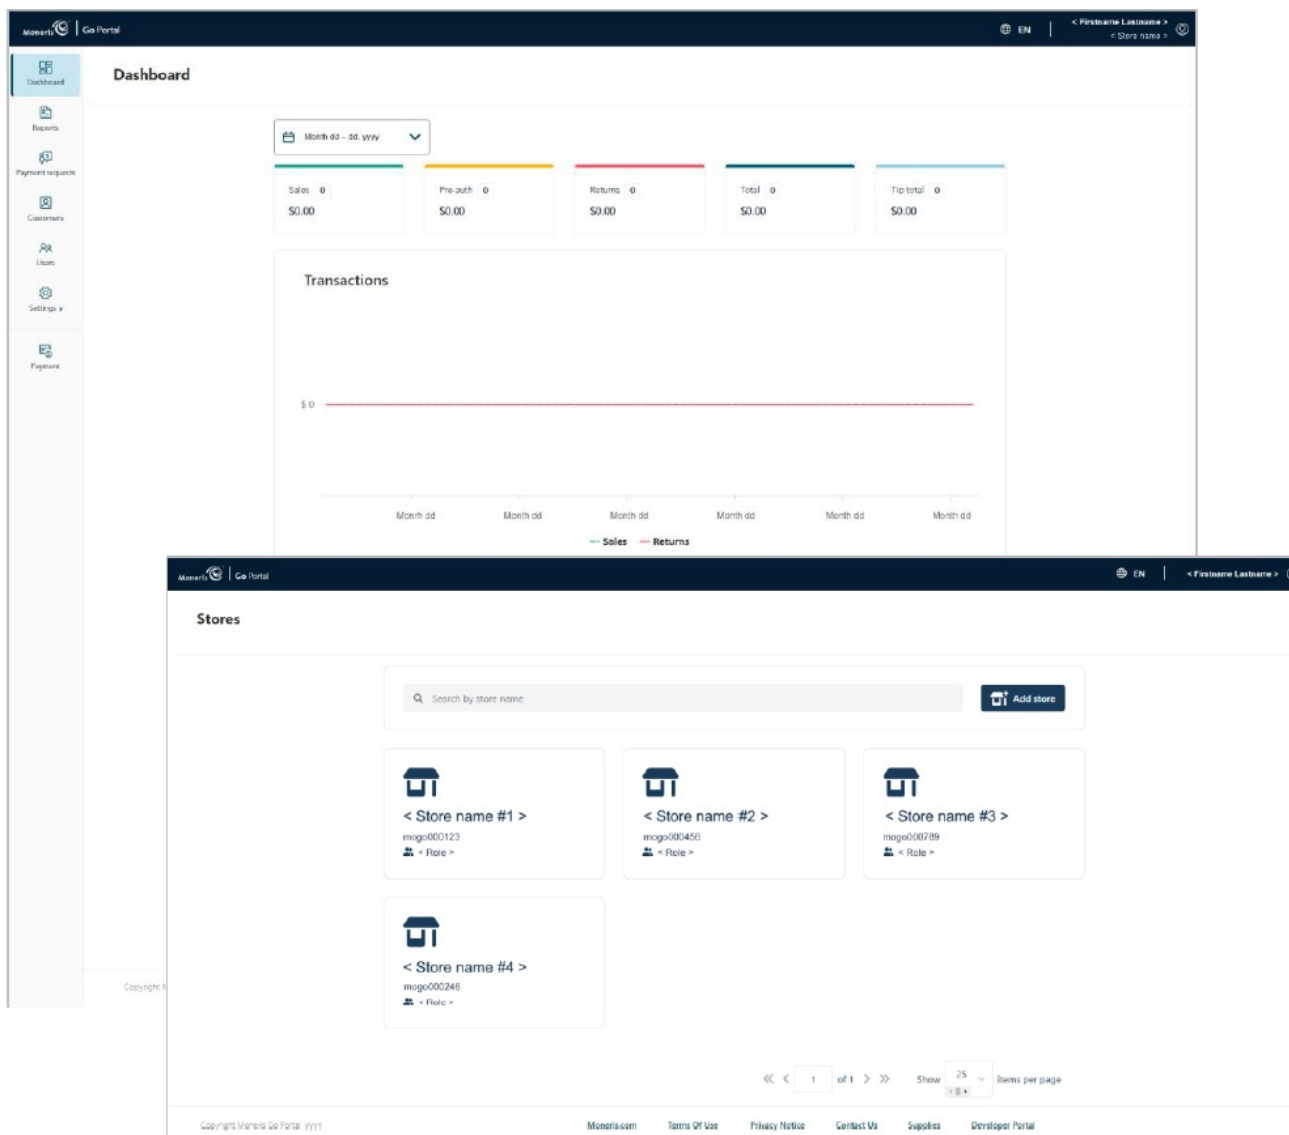 Moneris Go Portal
EN
< Firstname Lastname >
< Store name >
Dashboard
Dashboard
Reports
Payment requests
Customers
Users
Settings
Payment
Month dd – dd, yyyy
Sales 0
$0.00
Pre-auth 0
$0.00
Returns 0
$0.00
Total 0
$0.00
Tip total 0
$0.00
Transactions
$ 0
Month dd Month dd Month dd Month dd Month dd Month dd
Sales Returns
Copyright M
Moneris Go Portal
EN
< Firstname Lastname >
Stores
Search by store name
Add store
< Store name #1 >
mogo000123
< Role >
< Store name #2 >
mogo000456
< Role >
< Store name #3 >
mogo000789
< Role >
< Store name #4 >
mogo000246
< Role >
1 of 1 Show 25 items per page
Copyright Moneris Go Portal yyyy
Moneris.com Terms Of Use Privacy Notice Contact Us Supplies Developer Portal